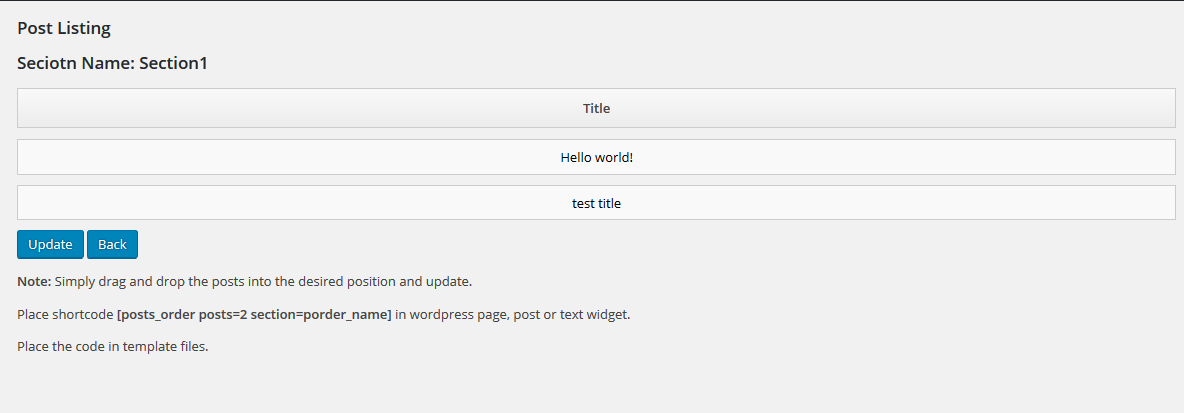 Post Listing
Seciotn Name: Section1
Title
Hello world!
test title
Update Back
Note: Simply drag and drop the posts into the desired position and update.
Place shortcode [posts_order posts=2 section=porder_name] in wordpress page, post or text widget.
Place the code in template files.